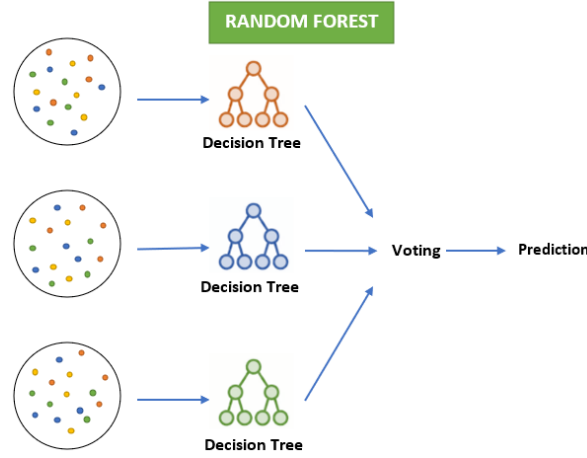 RANDOM FOREST
Decision Tree
Decision Tree
Voting
Prediction
Decision Tree